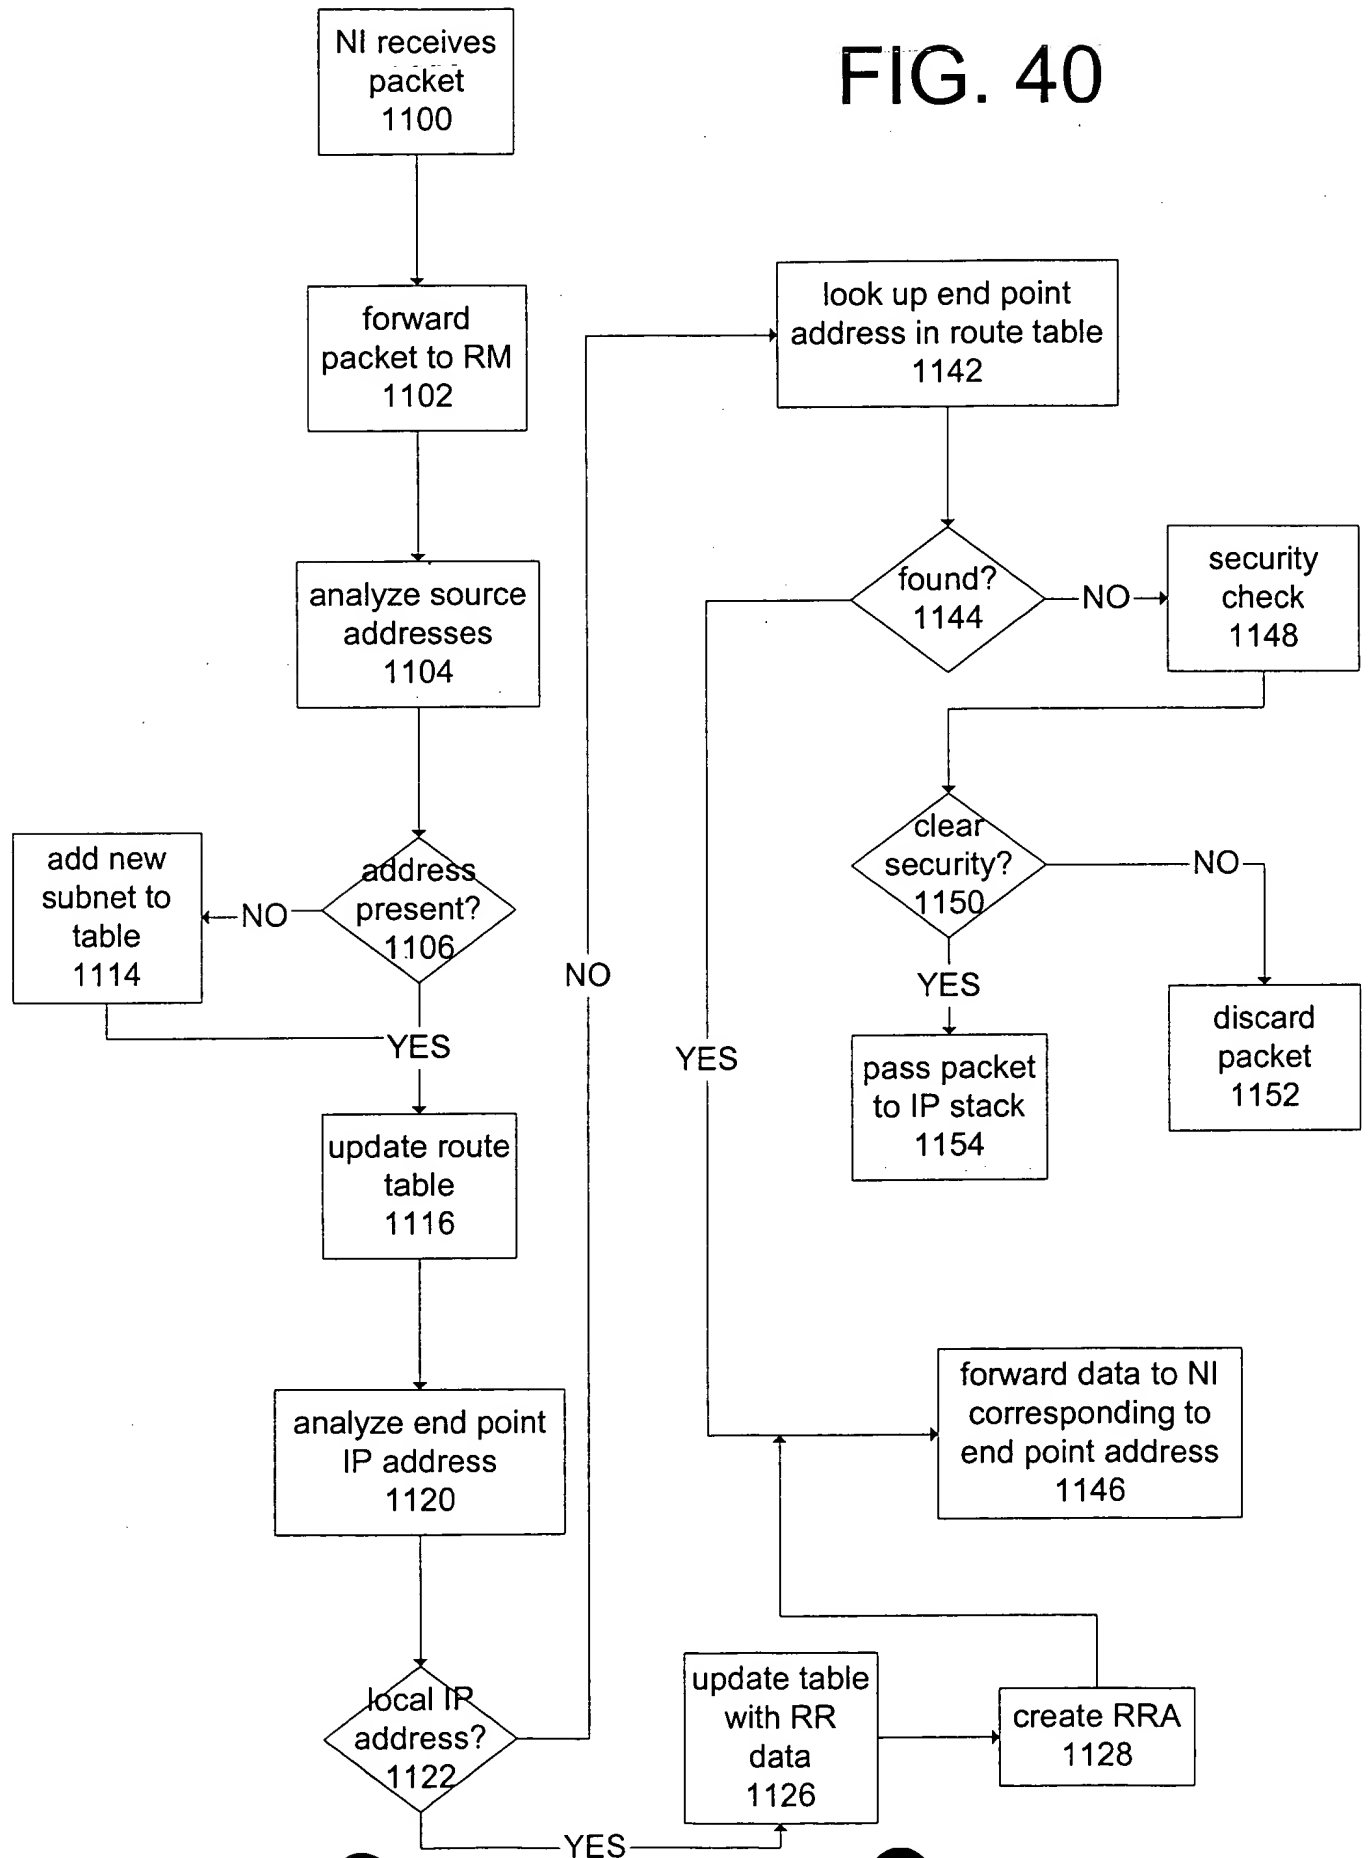 FIG. 40
NI receives
packet
1100
forward
packet to RM
1102
analyze source
addresses
1104
address
present?
1106
NO
add new
subnet to
table
1114
YES
update route
table
1116
analyze end point
IP address
1120
local IP
address?
1122
NO
YES
update table
with RR
data
1126
create RRA
1128
look up end point
address in route table
1142
found?
1144
NO
security
check
1148
clear
security?
1150
NO
discard
packet
1152
YES
pass packet
to IP stack
1154
YES
forward data to NI
corresponding to
end point address
1146